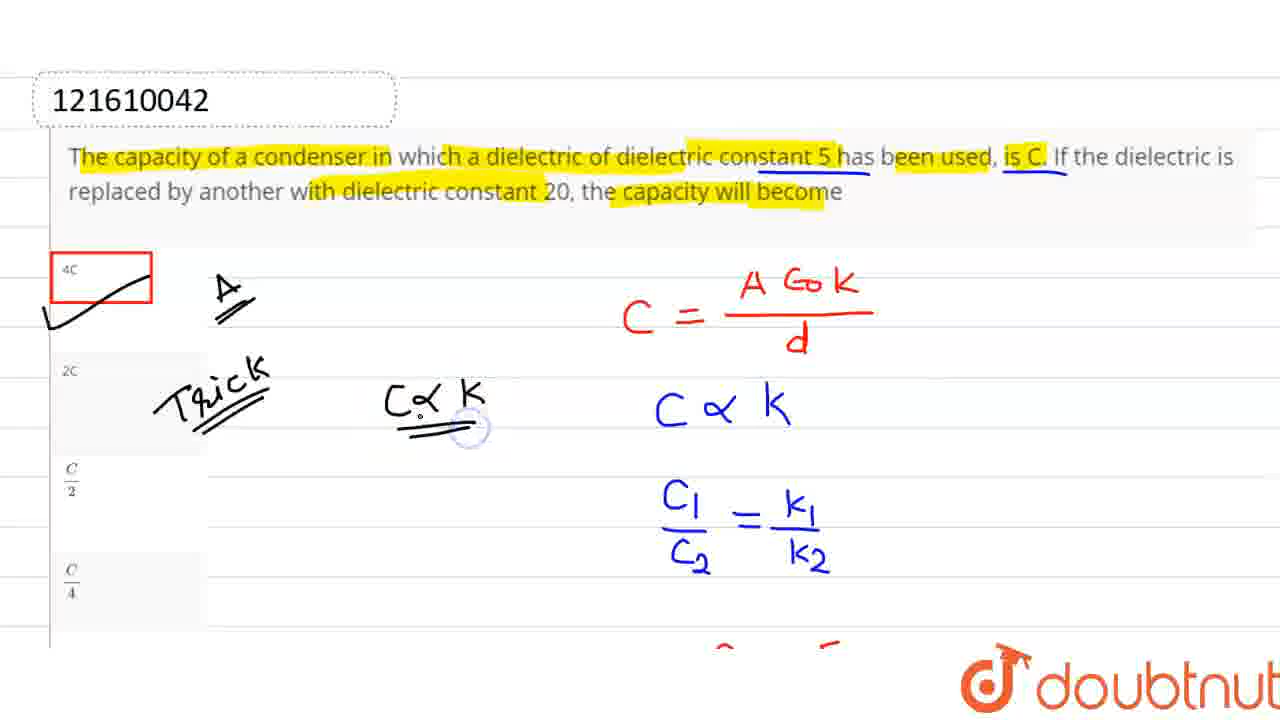 121610042
The capacity of a condenser in which a dielectric of dielectric constant 5 has been used, is C. If the dielectric is
replaced by another with dielectric constant 20, the capacity will become
4C
A
C = A ϵ₀ K / d
2C
Trick
C ∝ K
C ∝ K
C/2
C₁/C₂ = K₁/K₂
C/4
doubtnut